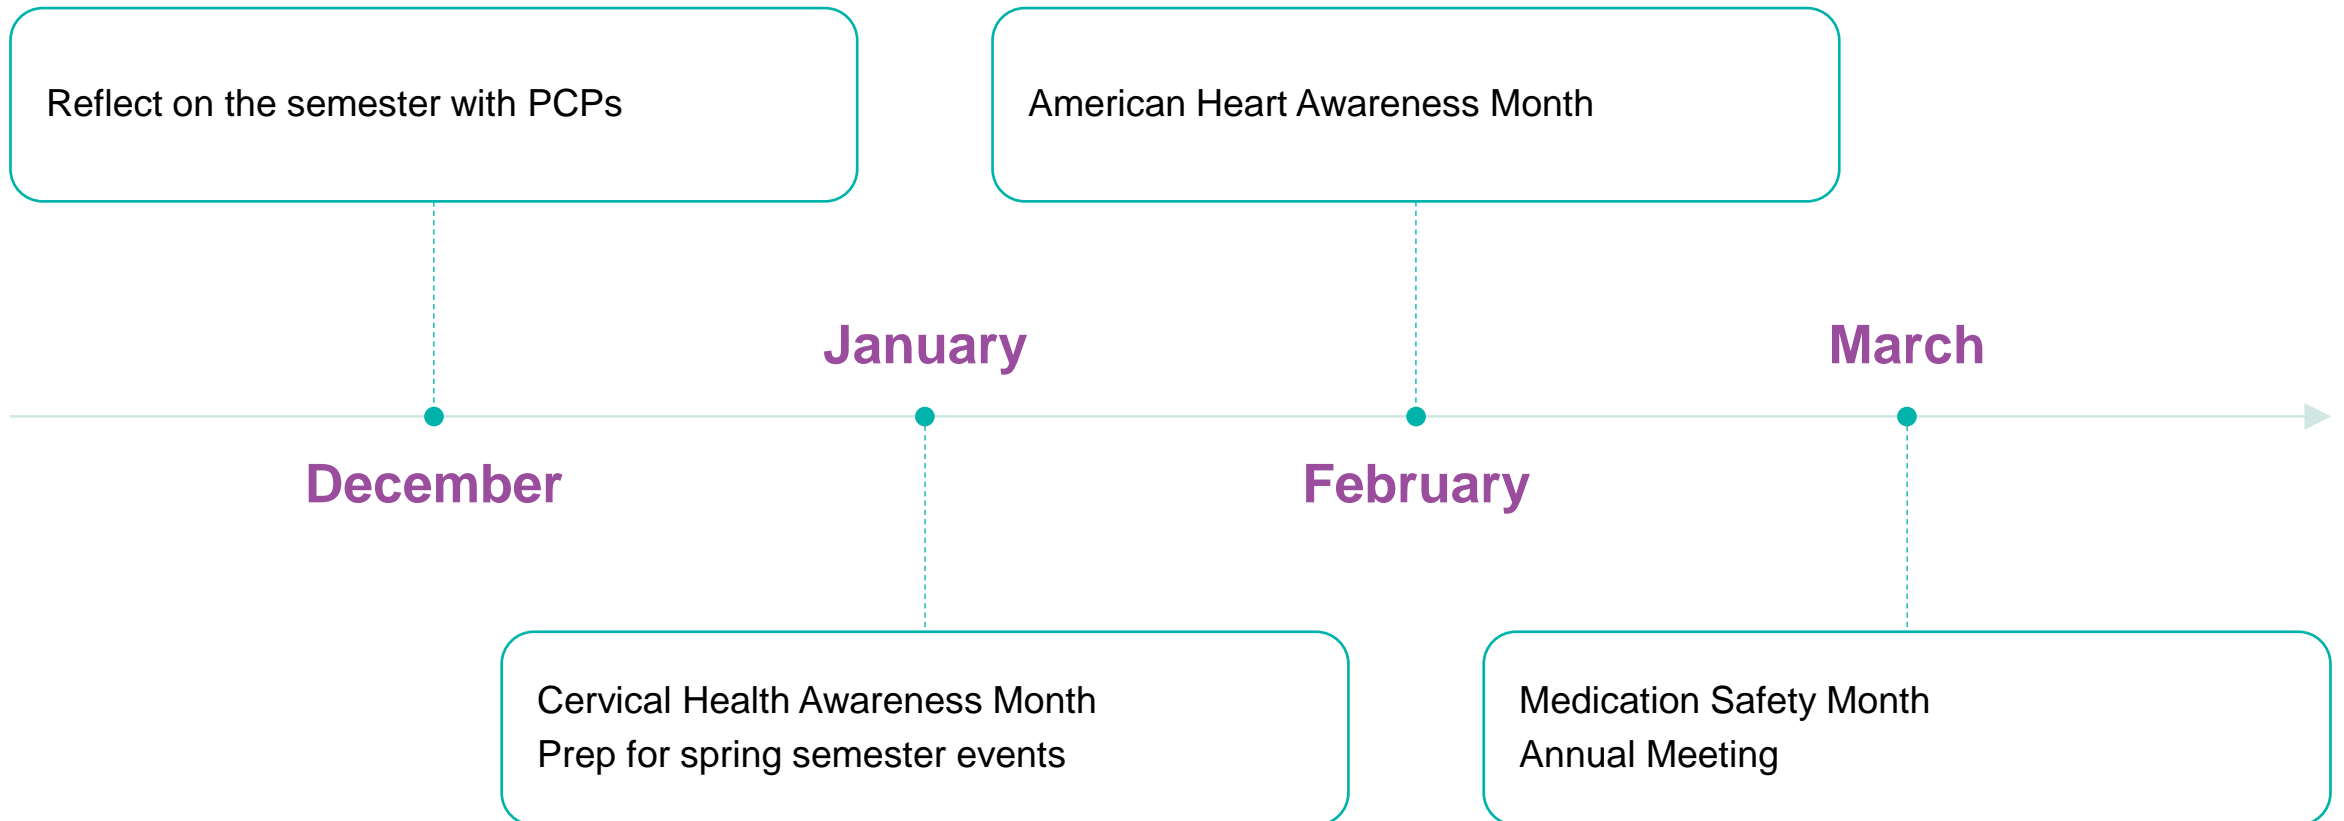 Reflect on the semester with PCPs
American Heart Awareness Month
January
March
December
February
Cervical Health Awareness Month
Prep for spring semester events
Medication Safety Month
Annual Meeting